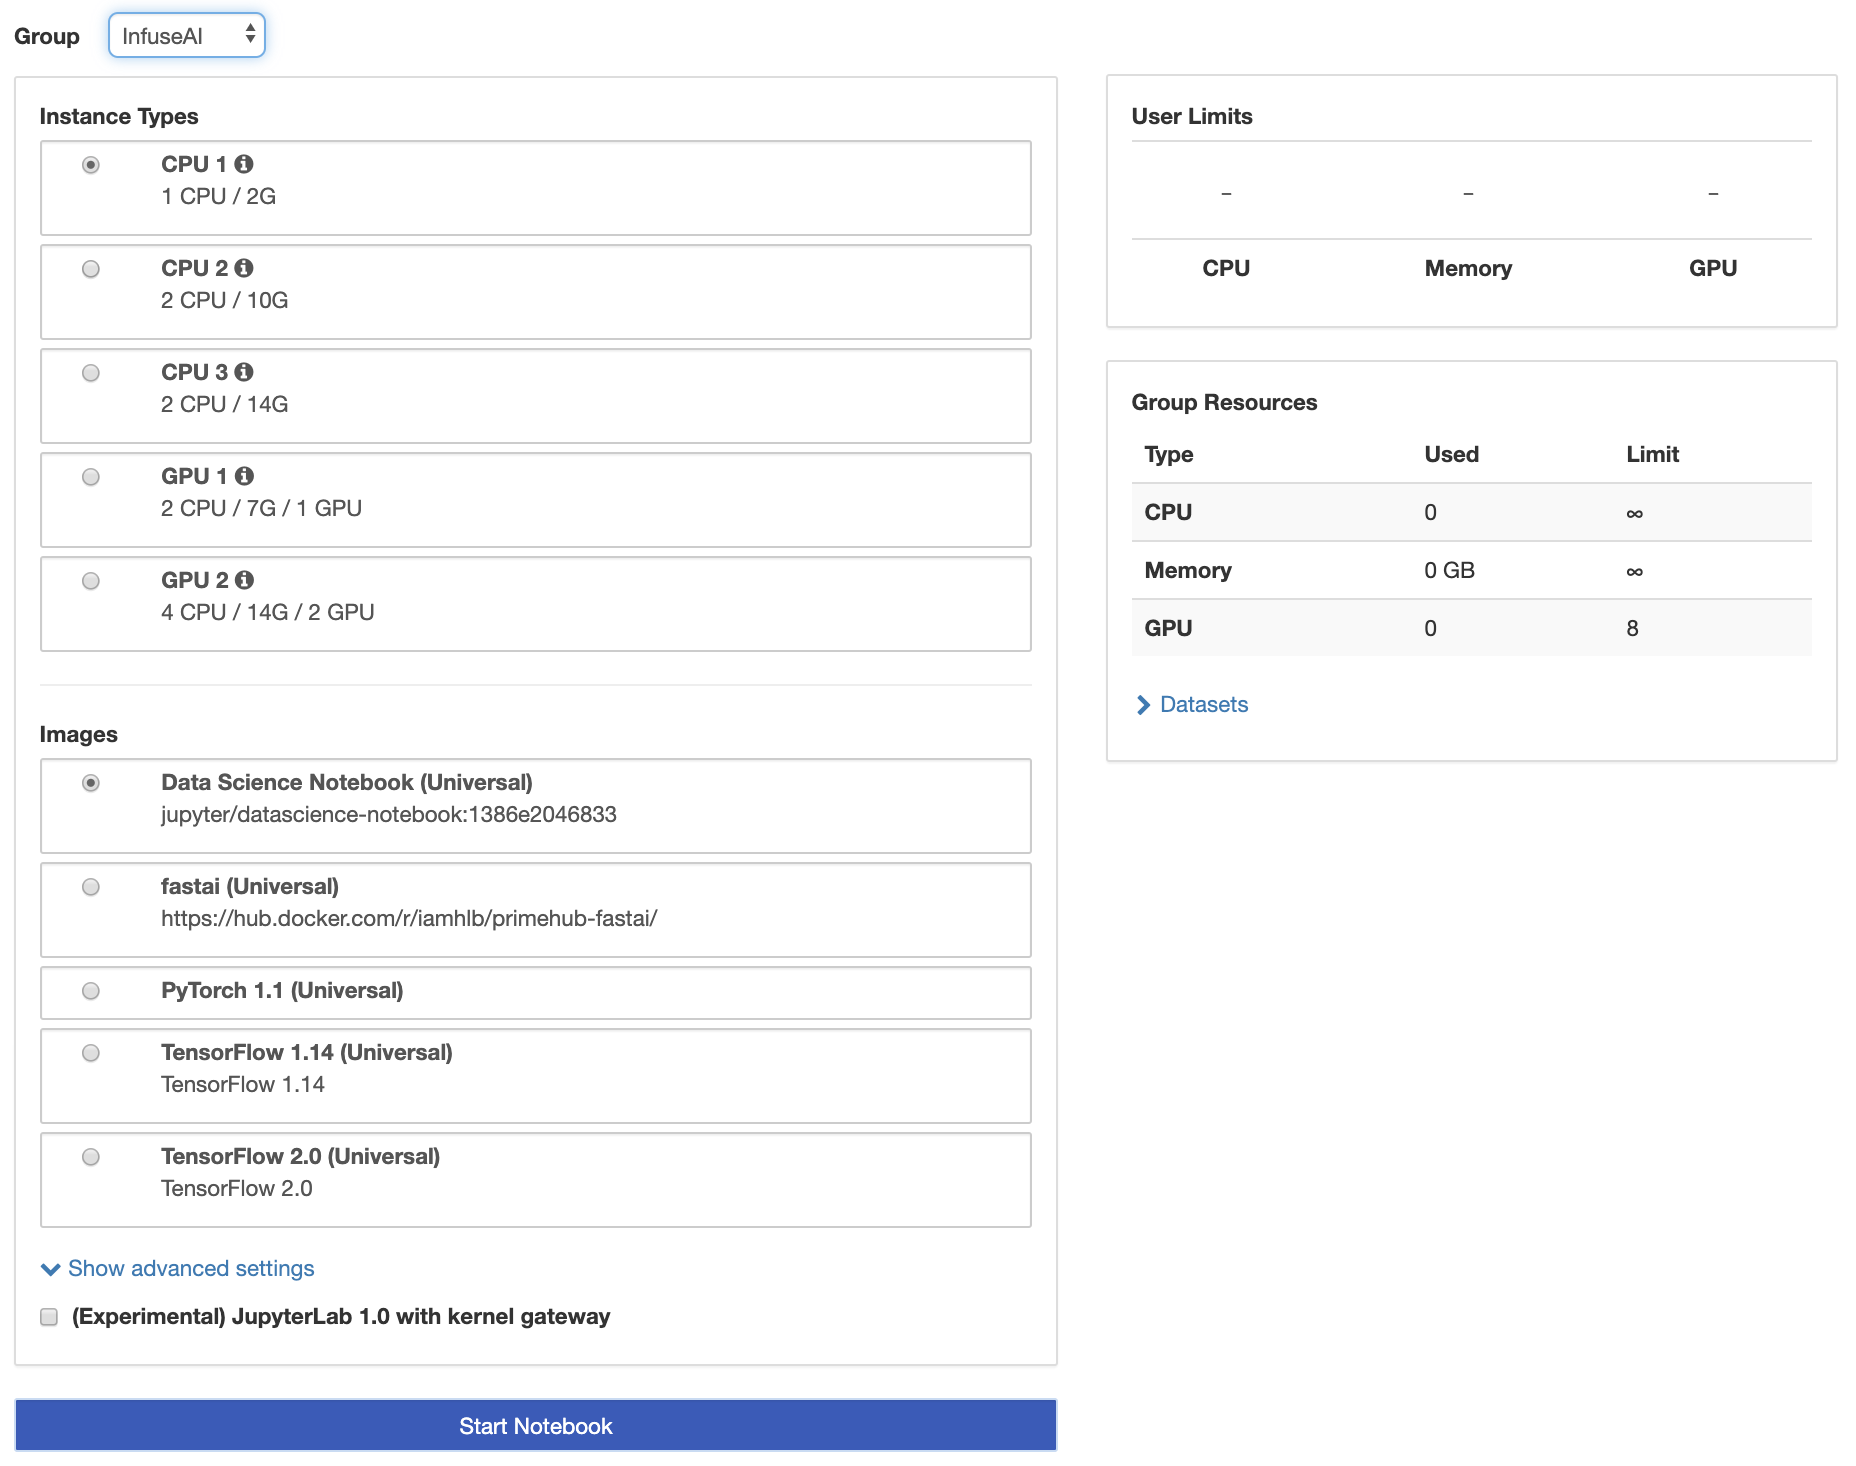 Group InfuseAI
Instance Types
CPU 1
1 CPU / 2G
CPU 2
2 CPU / 10G
CPU 3
2 CPU / 14G
GPU 1
2 CPU / 7G / 1 GPU
GPU 2
4 CPU / 14G / 2 GPU
Images
Data Science Notebook (Universal)
jupyter/datascience-notebook:1386e2046833
fastai (Universal)
https://hub.docker.com/r/iamhlb/primehub-fastai/
PyTorch 1.1 (Universal)
TensorFlow 1.14 (Universal)
TensorFlow 1.14
TensorFlow 2.0 (Universal)
TensorFlow 2.0
Show advanced settings
(Experimental) JupyterLab 1.0 with kernel gateway
Start Notebook
User Limits
- - -
CPU Memory GPU
Group Resources
Type Used Limit
CPU 0 ∞
Memory 0 GB ∞
GPU 0 8
Datasets